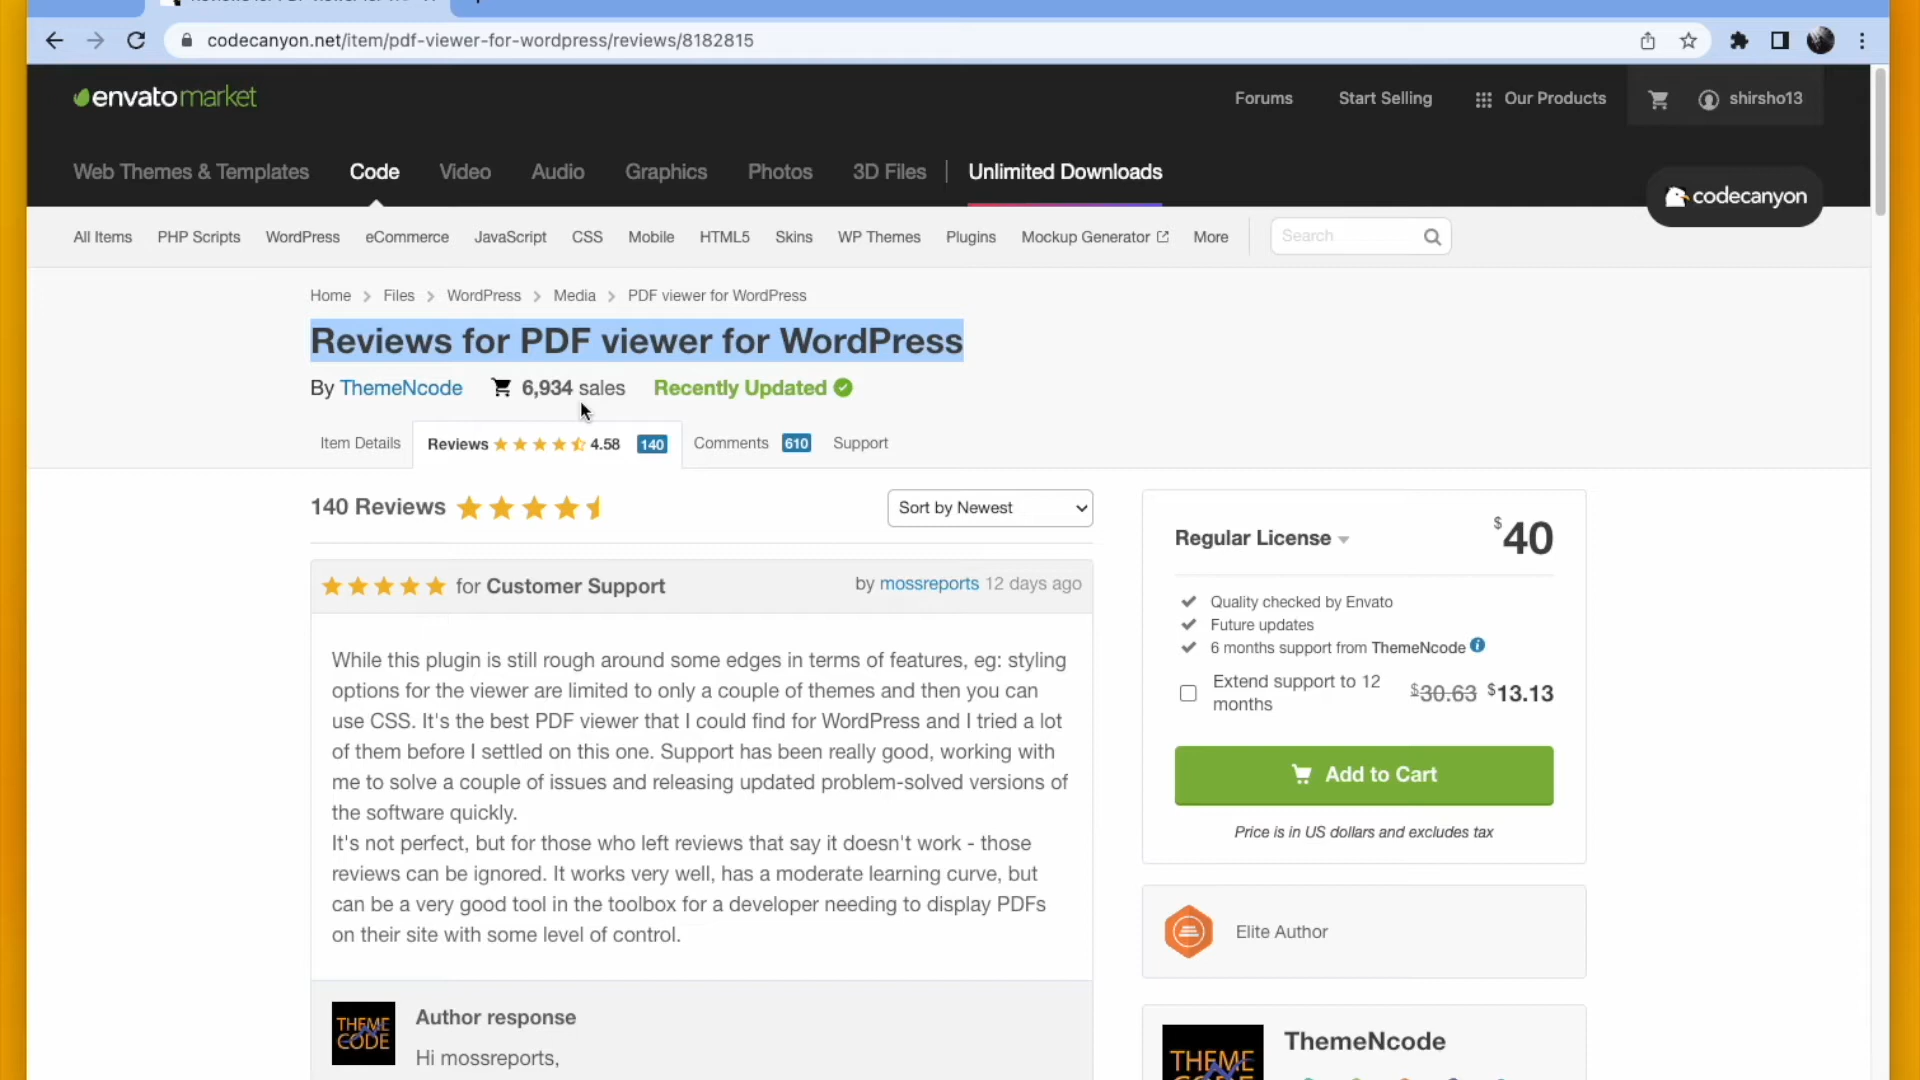 codecanyon.net/item/pdf-viewer-for-wordpress/reviews/8182815
envatomarket
Forums
Start Selling
Our Products
shirsho13
Web Themes & Templates
Code
Video
Audio
Graphics
Photos
3D Files
Unlimited Downloads
codecanyon
All Items
PHP Scripts
WordPress
eCommerce
JavaScript
CSS
Mobile
HTML5
Skins
WP Themes
Plugins
Mockup Generator
More
Search
Home > Files > WordPress > Media > PDF viewer for WordPress
Reviews for PDF viewer for WordPress
By ThemeNcode 6,934 sales Recently Updated
Item Details
Reviews 4.58 140
Comments 610
Support
140 Reviews
Sort by Newest
for Customer Support
by mossreports 12 days ago
While this plugin is still rough around some edges in terms of features, eg: styling
options for the viewer are limited to only a couple of themes and then you can
use CSS. It's the best PDF viewer that I could find for WordPress and I tried a lot
of them before I settled on this one. Support has been really good, working with
me to solve a couple of issues and releasing updated problem-solved versions of
the software quickly.
It's not perfect, but for those who left reviews that say it doesn't work - those
reviews can be ignored. It works very well, has a moderate learning curve, but
can be a very good tool in the toolbox for a developer needing to display PDFs
on their site with some level of control.
THEME
CODE
Author response
Hi mossreports,
Regular License
$40
Quality checked by Envato
Future updates
6 months support from ThemeNcode
Extend support to 12
months
$30.63 $13.13
Add to Cart
Price is in US dollars and excludes tax
Elite Author
THEME
ThemeNcode